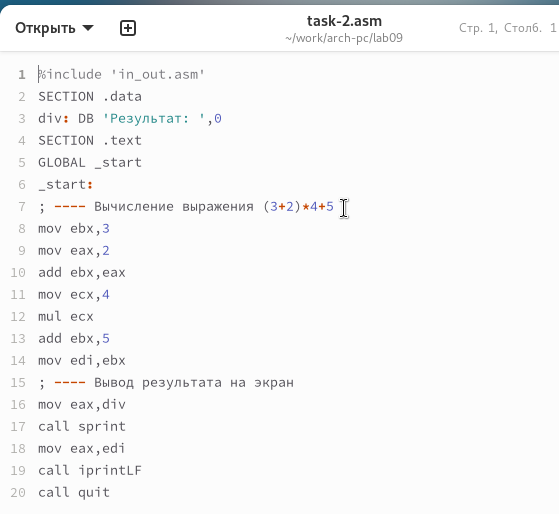 Открыть
task-2.asm
~/work/arch-pc/lab09
Стр. 1, Столб. 1
1 %include 'in_out.asm'
2 SECTION .data
3 div: DB 'Результат: ',0
4 SECTION .text
5 GLOBAL _start
6 _start:
7 ; ---- Вычисление выражения (3+2)*4+5
8 mov ebx,3
9 mov eax,2
10 add ebx,eax
11 mov ecx,4
12 mul ecx
13 add ebx,5
14 mov edi,ebx
15 ; ---- Вывод результата на экран
16 mov eax,div
17 call sprint
18 mov eax,edi
19 call iprintLF
20 call quit